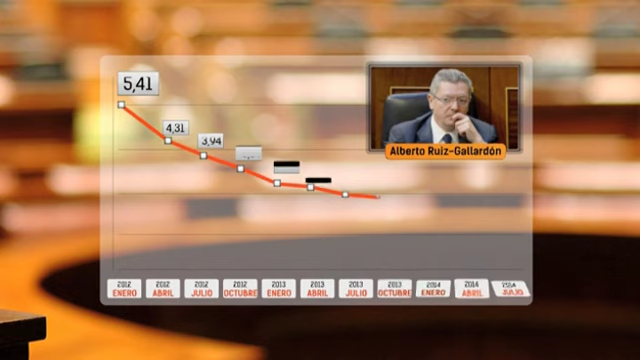 5,41
4,31
3,94
Alberto Ruiz-Gallardón
2012 2012 2012 2012 2013 2013 2013 2013 2014 2014 2014
ENERO ABRIL JULIO OCTUBRE ENERO ABRIL JULIO OCTUBRE ENERO ABRIL JULIO